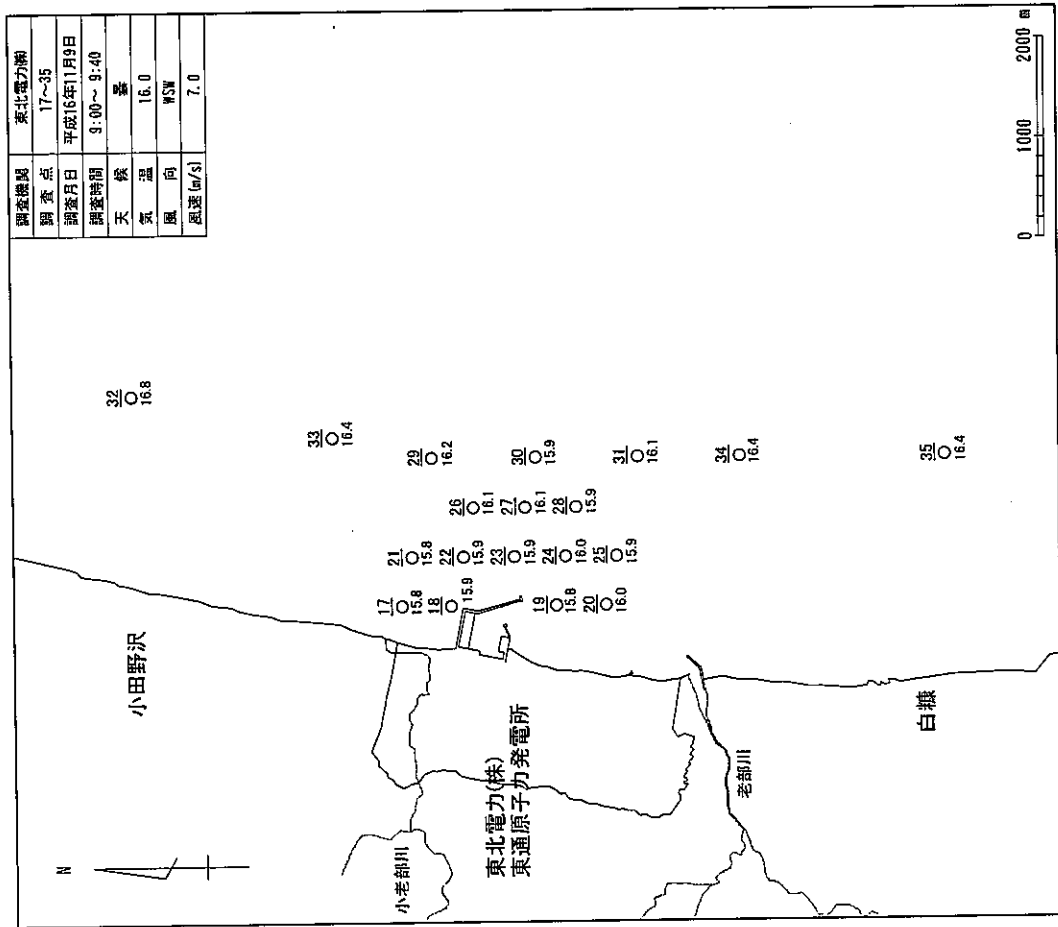 調査機関 東北電力㈱
調査点 17〜35
調査月日 平成16年11月9日
調査時間 9:00〜 9:40
天候 曇
気温 16.0
風向 WSW
風速(m/s) 7.0
N
小田野沢
32
16.8
33
16.4
29
16.2
30
15.9
31
16.1
34
16.4
35
16.4
26
16.1
27
16.1
28
15.9
21
15.8
22
15.9
23
15.9
24
16.0
25
15.9
17
15.8
18
15.9
19
15.8
20
16.0
小老部川
東北電力(株)
東通原子力発電所
老部川
白糠
0 1000 2000 m